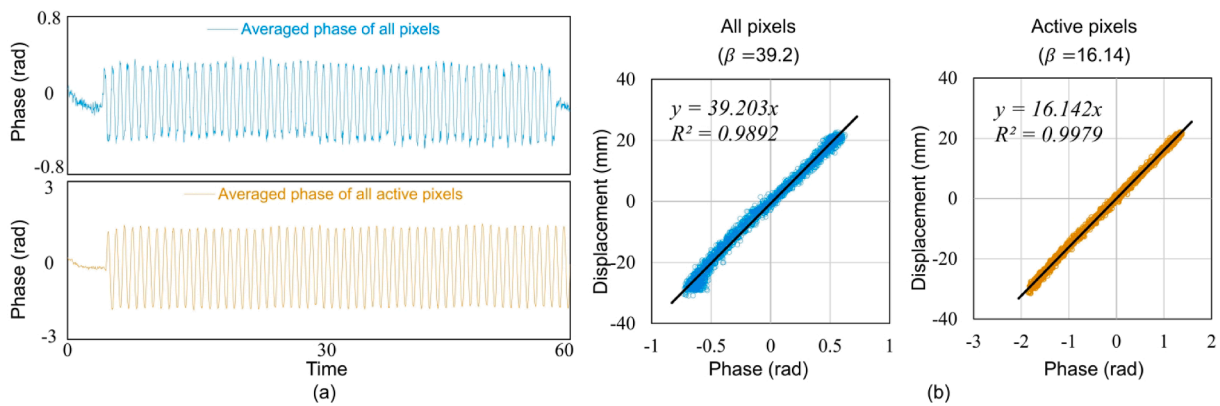 0.8
Averaged phase of all pixels
Phase (rad)
0
-0.8
3
Averaged phase of all active pixels
Phase (rad)
0
-3
0
30
60
Time
(a)
All pixels
(β =39.2)
40
y = 39.203x
R² = 0.9892
20
Displacement (mm)
0
-20
-40
-1
-0.5
0
0.5
1
Phase (rad)
Active pixels
(β =16.14)
40
y = 16.142x
R² = 0.9979
20
Displacement (mm)
0
-20
-40
-3
-2
-1
0
1
2
Phase (rad)
(b)